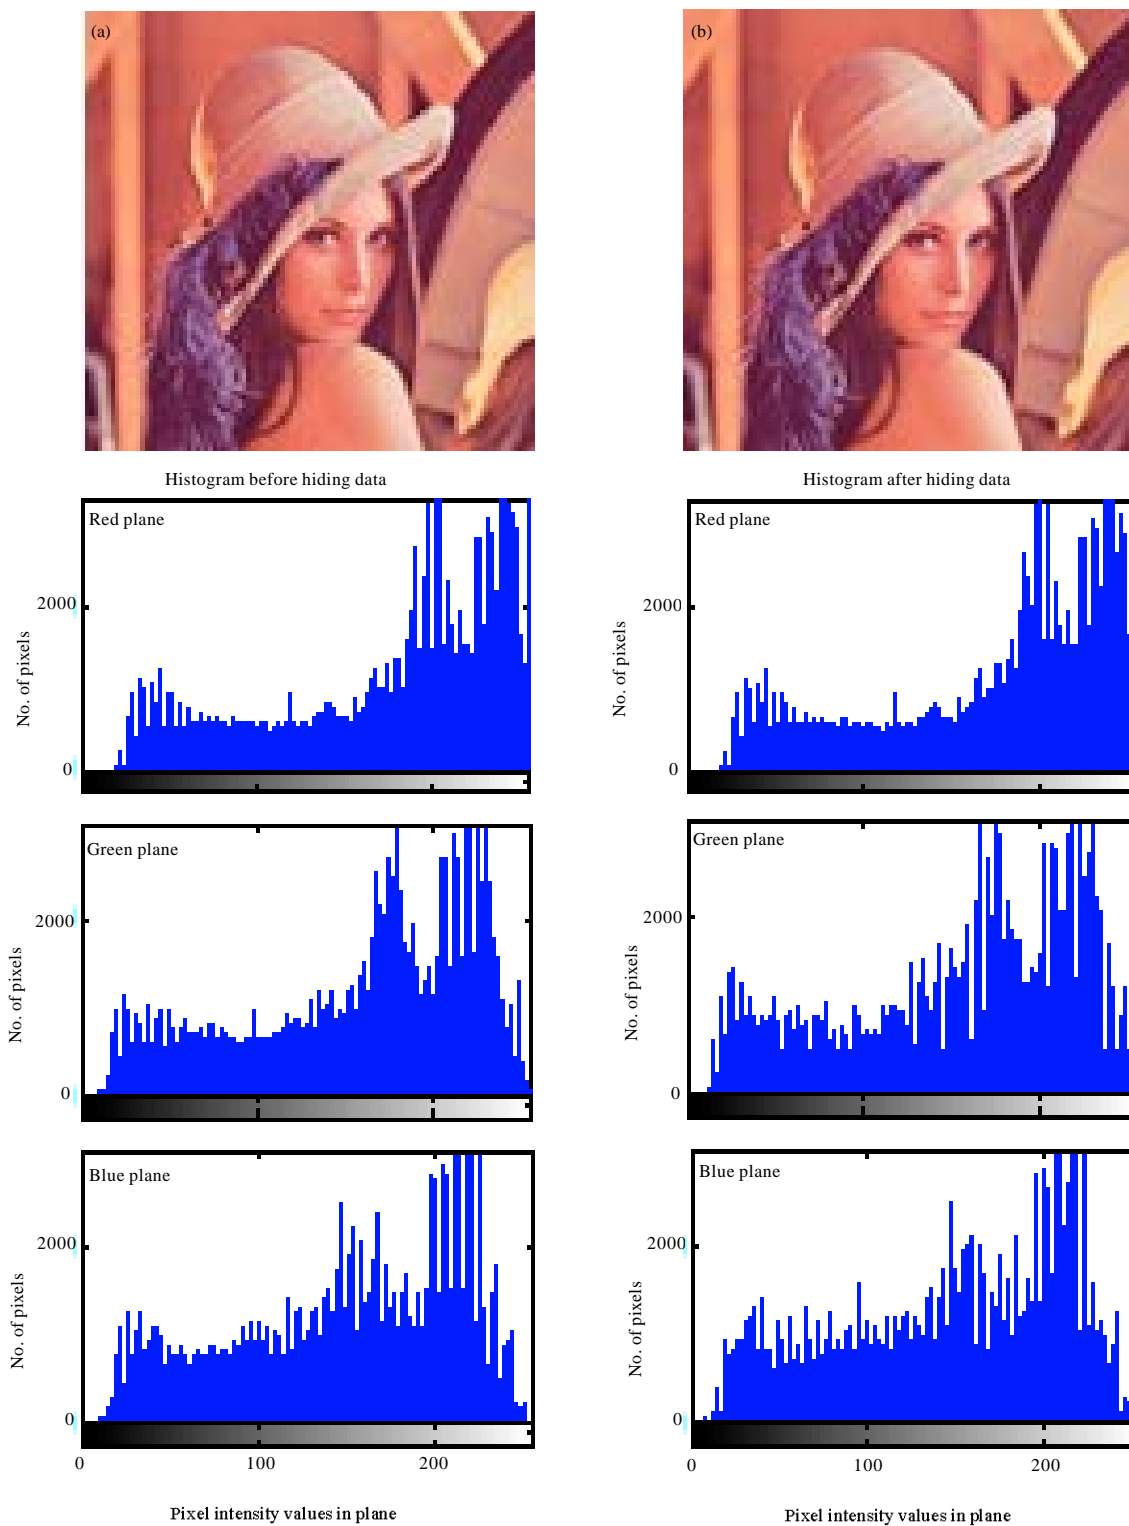 (a)
(b)
Histogram before hiding data
Histogram after hiding data
Red plane
Red plane
No. of pixels
2000
0
No. of pixels
2000
0
Green plane
Green plane
No. of pixels
2000
0
No. of pixels
2000
0
Blue plane
Blue plane
No. of pixels
2000
0
No. of pixels
2000
0
0 100 200
0 100 200
Pixel intensity values in plane
Pixel intensity values in plane